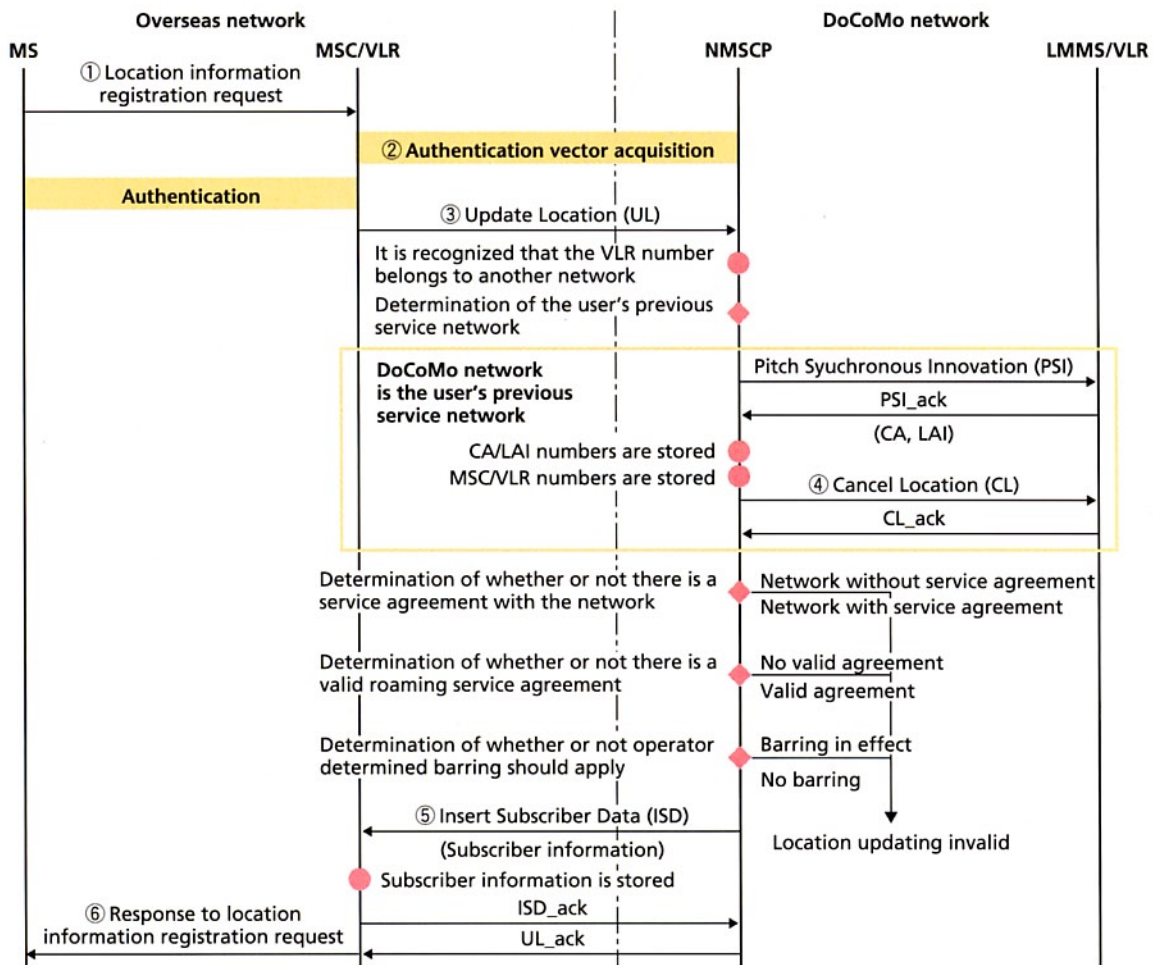 Overseas network
DoCoMo network
MS
MSC/VLR
NMSCP
LMMS/VLR
① Location information
registration request
② Authentication vector acquisition
Authentication
③ Update Location (UL)
It is recognized that the VLR number
belongs to another network
Determination of the user's previous
service network
DoCoMo network
is the user's previous
service network
Pitch Syuchronous Innovation (PSI)
PSI_ack
(CA, LAI)
CA/LAI numbers are stored
MSC/VLR numbers are stored
④ Cancel Location (CL)
CL_ack
Determination of whether or not there is a
service agreement with the network
Network without service agreement
Network with service agreement
Determination of whether or not there is a
valid roaming service agreement
No valid agreement
Valid agreement
Determination of whether or not operator
determined barring should apply
Barring in effect
No barring
⑤ Insert Subscriber Data (ISD)
(Subscriber information)
Location updating invalid
Subscriber information is stored
⑥ Response to location
information registration request
ISD_ack
UL_ack